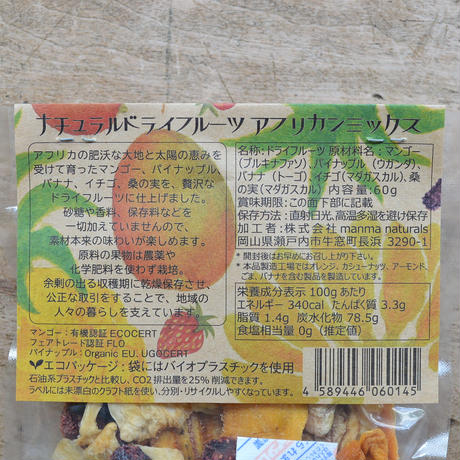 ナチュラルドライフルーツ アフリカンミックス
アフリカの肥沃な大地と太陽の恵みを
受けて育ったマンゴー、パイナップル、
バナナ、イチゴ、桑の実を、贅沢な
ドライフルーツに仕上げました。
砂糖や香料、保存料などを
一切加えていませんので、
素材本来の味わいが楽しめます。
原料の果物は農薬や
化学肥料を使わず栽培。
余剰の出る収穫期に乾燥保存させ、
公正な取引をすることで、地域の
人々の暮らしを支えています。
マンゴー：有機認証 ECOCERT
フェアトレード認証 FLO
パイナップル：Organic EU. UGOCERT
エコパッケージ：袋にはバイオプラスチックを使用
石油系プラスチックと比較し、CO2 排出量を25% 削減できます。
ラベルには未漂白のクラフト紙を使い、分別・リサイクルしやすくなっています。
名称：ドライフルーツ 原材料名：マンゴー
(ブルキナファソ)、パイナップル (ウガンダ)、
バナナ (トーゴ)、イチゴ(マダガスカル)、桑
の実(マダガスカル) 内容量：60g
賞味期限：この面下部に記載
保存方法：直射日光、高温多湿を避け保存
加工者：株式会社 manma naturals
岡山県瀬戸内市牛窓町長浜 3290-1
* 開封後はお早めにお召し上がり下さい。
* 本品製造工場ではオレンジ、カシューナッツ、アーモンド、
ごま、バナナを含む製品を製造しています。
栄養成分表示 100g あたり
エネルギー 340cal たんぱく質 3.3g
脂質 1.4g 炭水化物 78.5g
食塩相当量 0g (推定値)
4 589446 060145